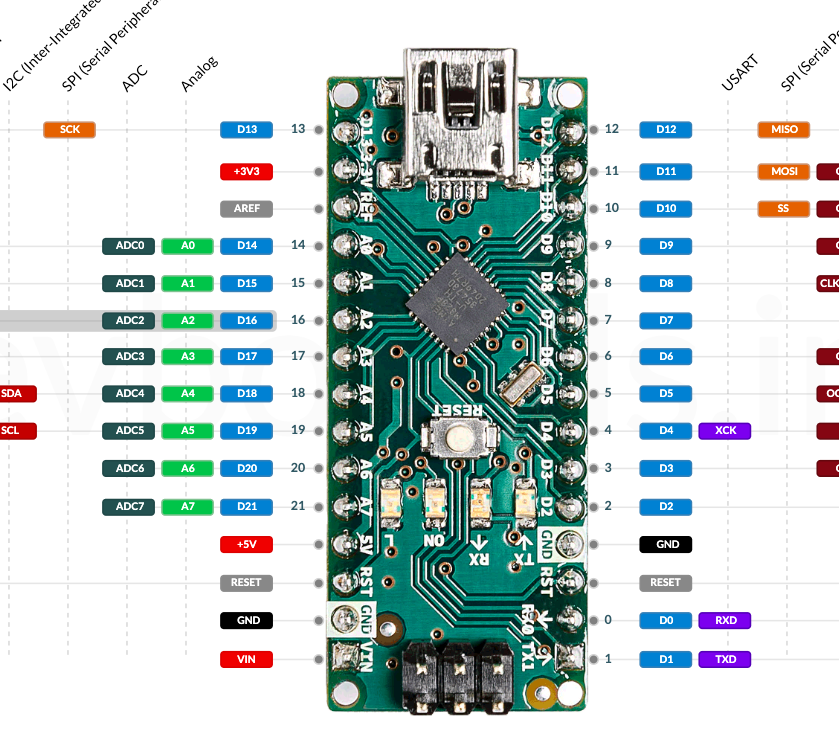 I2C (Inter-Integrated
SPI (Serial Periphera
ADC
Analog
USART
SPI (Serial Pe
SCK D13 13 12 D12 MISO
+3V3 11 D11 MOSI
AREF 10 D10 SS
ADC0 A0 D14 14 9 D9
ADC1 A1 D15 15 8 D8 CLK
ADC2 A2 D16 16 7 D7
ADC3 A3 D17 17 6 D6
SDA ADC4 A4 D18 18 5 D5 OC
SCL ADC5 A5 D19 19 4 D4 XCK
ADC6 A6 D20 20 3 D3
ADC7 A7 D21 21 2 D2
+5V GND
RESET RESET
GND 0 D0 RXD
VIN 1 D1 TXD
D13
3V
REF
A0
A1
A2
A3
A4
A5
A6
A7
5V
RST
GND
VIN
D12
D11
D10
D9
D8
D7
D6
D5
D4
D3
D2
GND
RST
RX0
TX1
RESET
L
ON
RX
TX